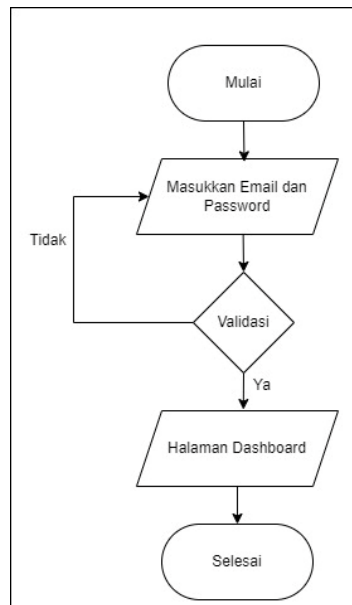 Mulai
Masukkan Email dan
Password
Tidak
Validasi
Ya
Halaman Dashboard
Selesai